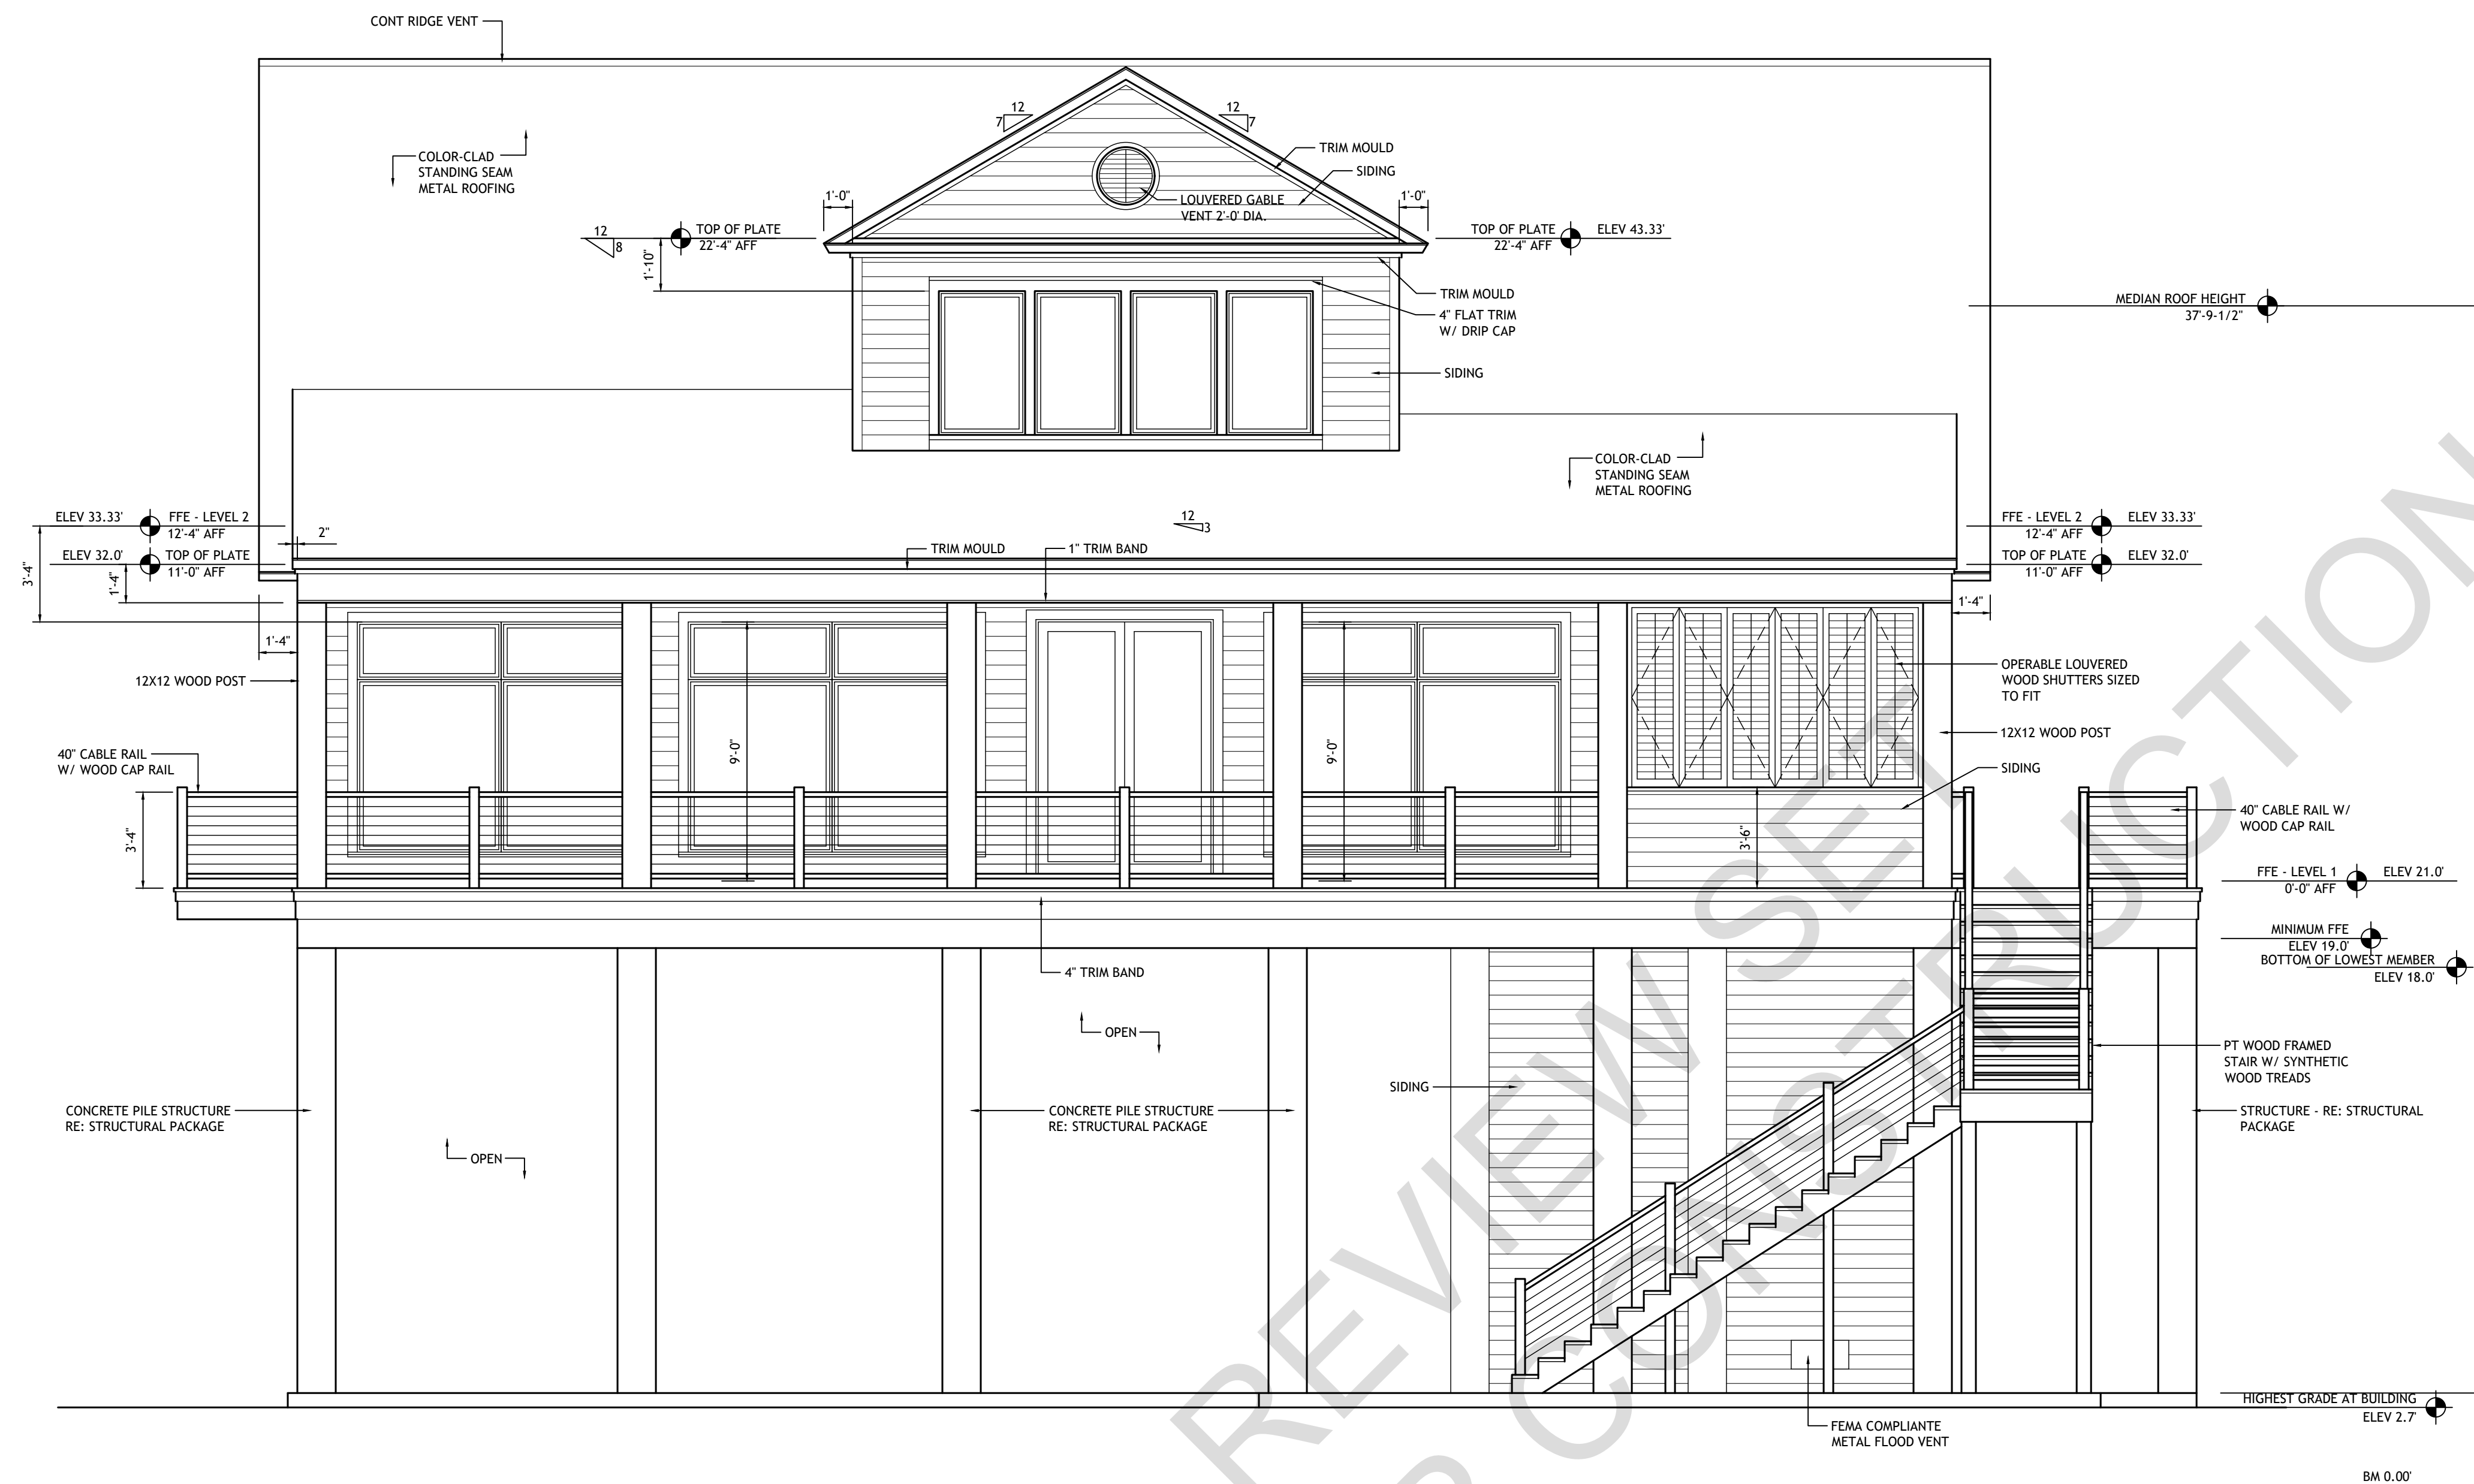 CONT RIDGE VENT
12
7
12
7
COLOR-CLAD
STANDING SEAM
METAL ROOFING
TRIM MOULD
SIDING
1'-0"
LOUVERED GABLE
VENT 2'-0' DIA.
1'-0"
12
8
TOP OF PLATE
22'-4" AFF
1'-10"
TOP OF PLATE
22'-4" AFF
ELEV 43.33'
TRIM MOULD
4" FLAT TRIM
W/ DRIP CAP
MEDIAN ROOF HEIGHT
37'-9-1/2"
SIDING
COLOR-CLAD
STANDING SEAM
METAL ROOFING
ELEV 33.33'
FFE - LEVEL 2
12'-4" AFF
2"
12
3
FFE - LEVEL 2
12'-4" AFF
ELEV 33.33'
ELEV 32.0'
TOP OF PLATE
11'-0" AFF
3'-4"
1'-4"
TRIM MOULD
1" TRIM BAND
TOP OF PLATE
11'-0" AFF
ELEV 32.0'
1'-4"
1'-4"
12X12 WOOD POST
OPERABLE LOUVERED
WOOD SHUTTERS SIZED
TO FIT
9'-0"
9'-0"
12X12 WOOD POST
40" CABLE RAIL
W/ WOOD CAP RAIL
SIDING
3'-4"
3'-6"
40" CABLE RAIL W/
WOOD CAP RAIL
FFE - LEVEL 1
0'-0" AFF
ELEV 21.0'
MINIMUM FFE
ELEV 19.0'
BOTTOM OF LOWEST MEMBER
ELEV 18.0'
4" TRIM BAND
OPEN
SIDING
PT WOOD FRAMED
STAIR W/ SYNTHETIC
WOOD TREADS
CONCRETE PILE STRUCTURE
RE: STRUCTURAL PACKAGE
CONCRETE PILE STRUCTURE
RE: STRUCTURAL PACKAGE
STRUCTURE - RE: STRUCTURAL
PACKAGE
OPEN
HIGHEST GRADE AT BUILDING
ELEV 2.7'
FEMA COMPLIANTE
METAL FLOOD VENT
BM 0.00'
REVIEW SET
CONSTRUCTION